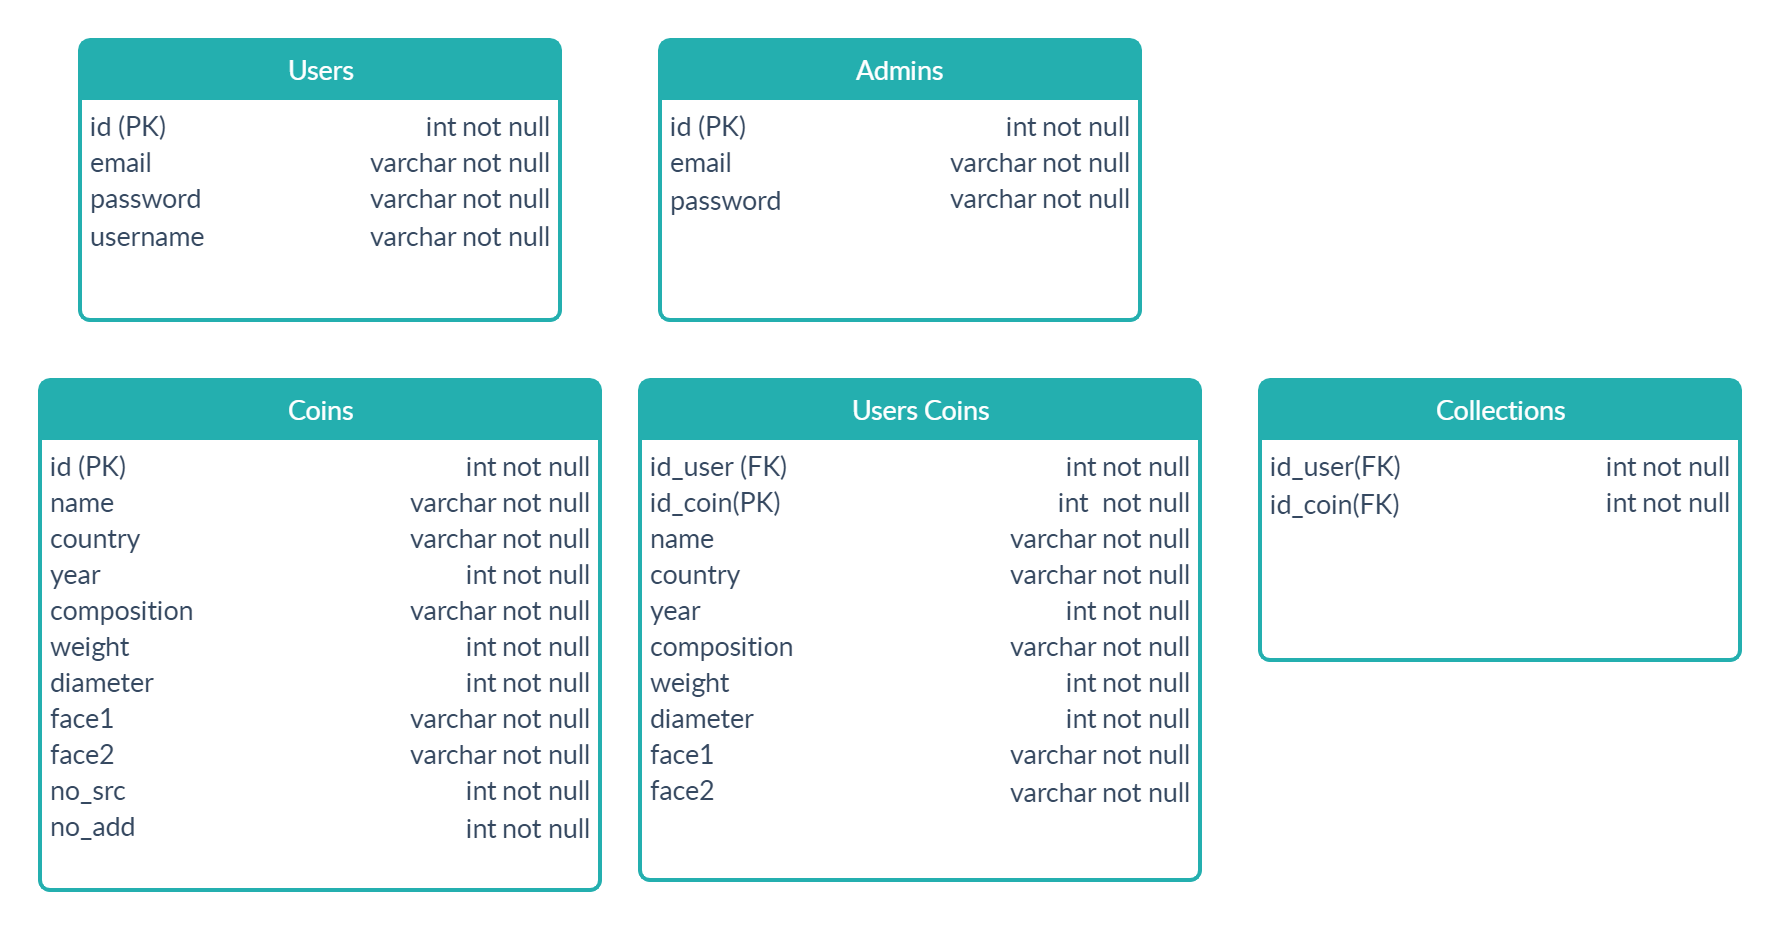 Users
id (PK) int not null
email varchar not null
password varchar not null
username varchar not null
Admins
id (PK) int not null
email varchar not null
password varchar not null
Coins
id (PK) int not null
name varchar not null
country varchar not null
year int not null
composition varchar not null
weight int not null
diameter int not null
face1 varchar not null
face2 varchar not null
no_src int not null
no_add int not null
Users Coins
id_user (FK) int not null
id_coin(PK) int  not null
name varchar not null
country varchar not null
year int not null
composition varchar not null
weight int not null
diameter int not null
face1 varchar not null
face2 varchar not null
Collections
id_user(FK) int not null
id_coin(FK) int not null